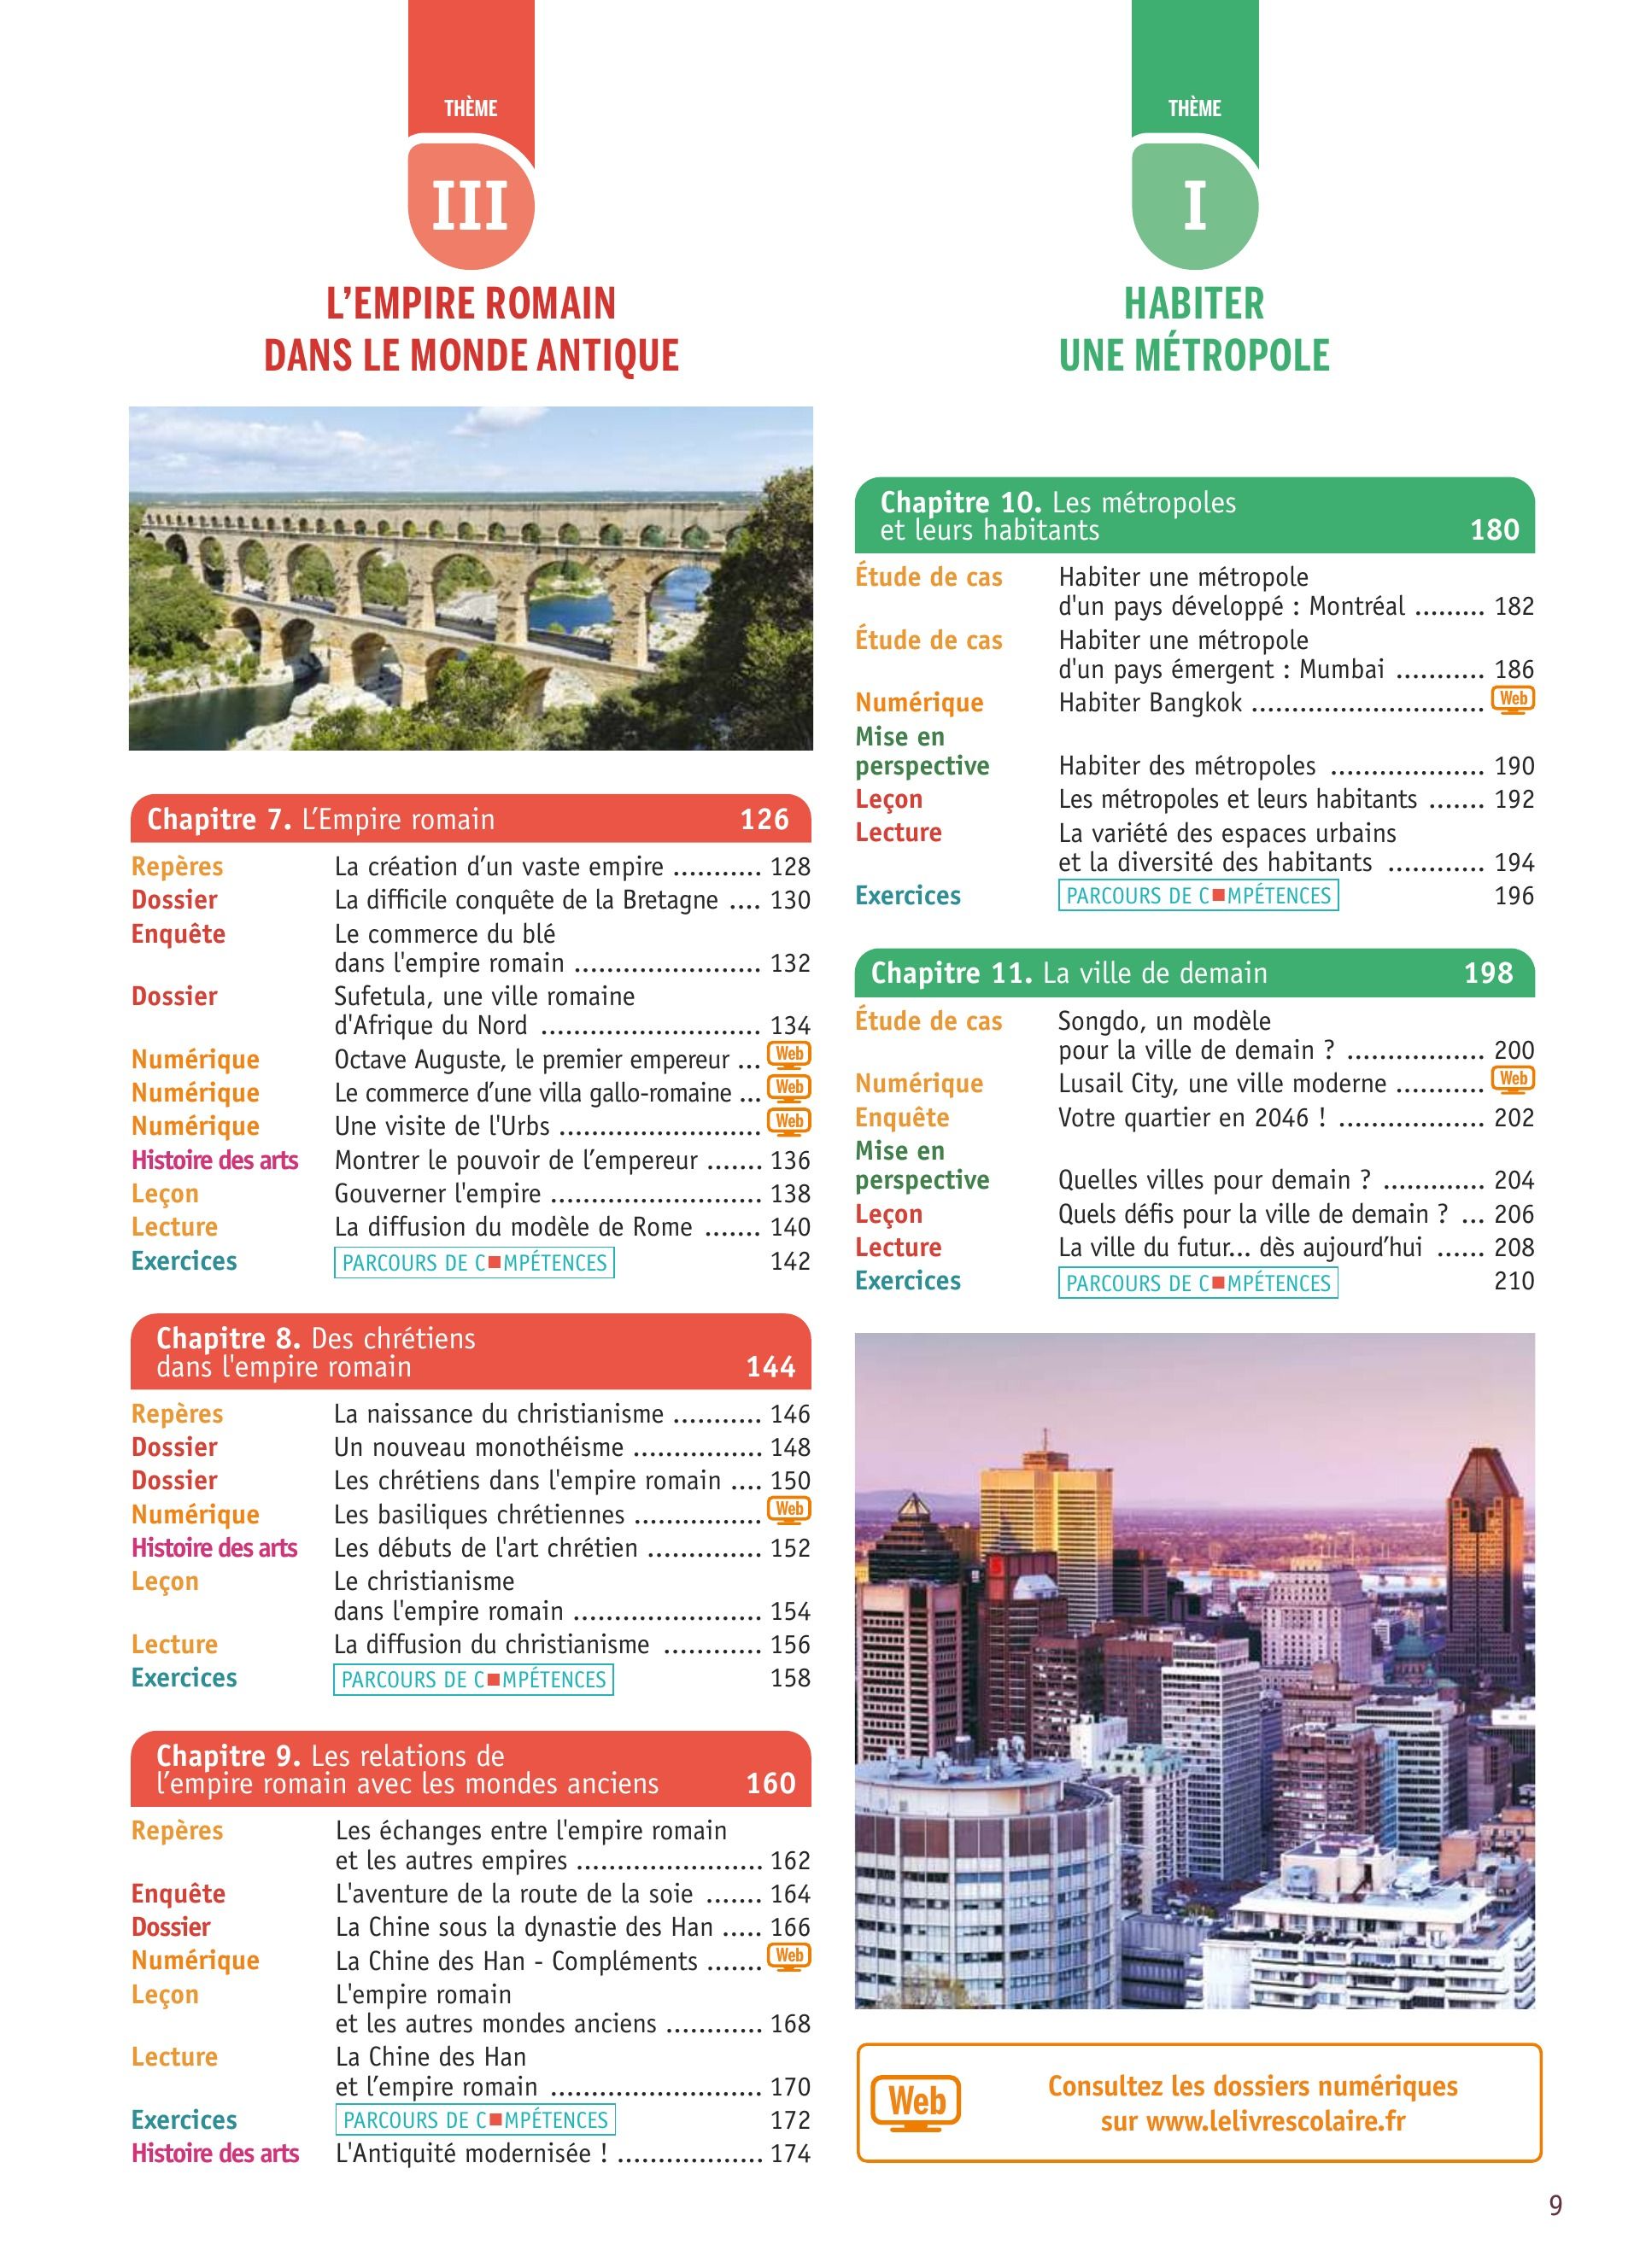 THÈME
III
L’EMPIRE ROMAIN
DANS LE MONDE ANTIQUE
Chapitre 7. L’Empire romain 126
Repères La création d’un vaste empire ........... 128
Dossier La difficile conquête de la Bretagne .... 130
Enquête Le commerce du blé
dans l'empire romain ....................... 132
Dossier Sufetula, une ville romaine
d'Afrique du Nord ........................... 134
Numérique Octave Auguste, le premier empereur ... Web
Numérique Le commerce d’une villa gallo-romaine ... Web
Numérique Une visite de l'Urbs ......................... Web
Histoire des arts Montrer le pouvoir de l’empereur ....... 136
Leçon Gouverner l'empire .......................... 138
Lecture La diffusion du modèle de Rome ....... 140
Exercices PARCOURS DE C■MPÉTENCES 142
Chapitre 8. Des chrétiens
dans l'empire romain 144
Repères La naissance du christianisme ........... 146
Dossier Un nouveau monothéisme ................ 148
Dossier Les chrétiens dans l'empire romain .... 150
Numérique Les basiliques chrétiennes ................ Web
Histoire des arts Les débuts de l'art chrétien .............. 152
Leçon Le christianisme
dans l'empire romain ....................... 154
Lecture La diffusion du christianisme ............ 156
Exercices PARCOURS DE C■MPÉTENCES 158
Chapitre 9. Les relations de
l’empire romain avec les mondes anciens 160
Repères Les échanges entre l'empire romain
et les autres empires ....................... 162
Enquête L'aventure de la route de la soie ....... 164
Dossier La Chine sous la dynastie des Han ..... 166
Numérique La Chine des Han - Compléments ....... Web
Leçon L'empire romain
et les autres mondes anciens ............ 168
Lecture La Chine des Han
et l’empire romain .......................... 170
Exercices PARCOURS DE C■MPÉTENCES 172
Histoire des arts L'Antiquité modernisée ! .................. 174
THÈME
I
HABITER
UNE MÉTROPOLE
Chapitre 10. Les métropoles
et leurs habitants 180
Étude de cas Habiter une métropole
d'un pays développé : Montréal ......... 182
Étude de cas Habiter une métropole
d'un pays émergent : Mumbai ........... 186
Numérique Habiter Bangkok ............................. Web
Mise en
perspective Habiter des métropoles ................... 190
Leçon Les métropoles et leurs habitants ....... 192
Lecture La variété des espaces urbains
et la diversité des habitants ............ 194
Exercices PARCOURS DE C■MPÉTENCES 196
Chapitre 11. La ville de demain 198
Étude de cas Songdo, un modèle
pour la ville de demain ? ................. 200
Numérique Lusail City, une ville moderne ........... Web
Enquête Votre quartier en 2046 ! .................. 202
Mise en
perspective Quelles villes pour demain ? ............. 204
Leçon Quels défis pour la ville de demain ? ... 206
Lecture La ville du futur... dès aujourd’hui ...... 208
Exercices PARCOURS DE C■MPÉTENCES 210
Web
Consultez les dossiers numériques
sur www.lelivrescolaire.fr
9